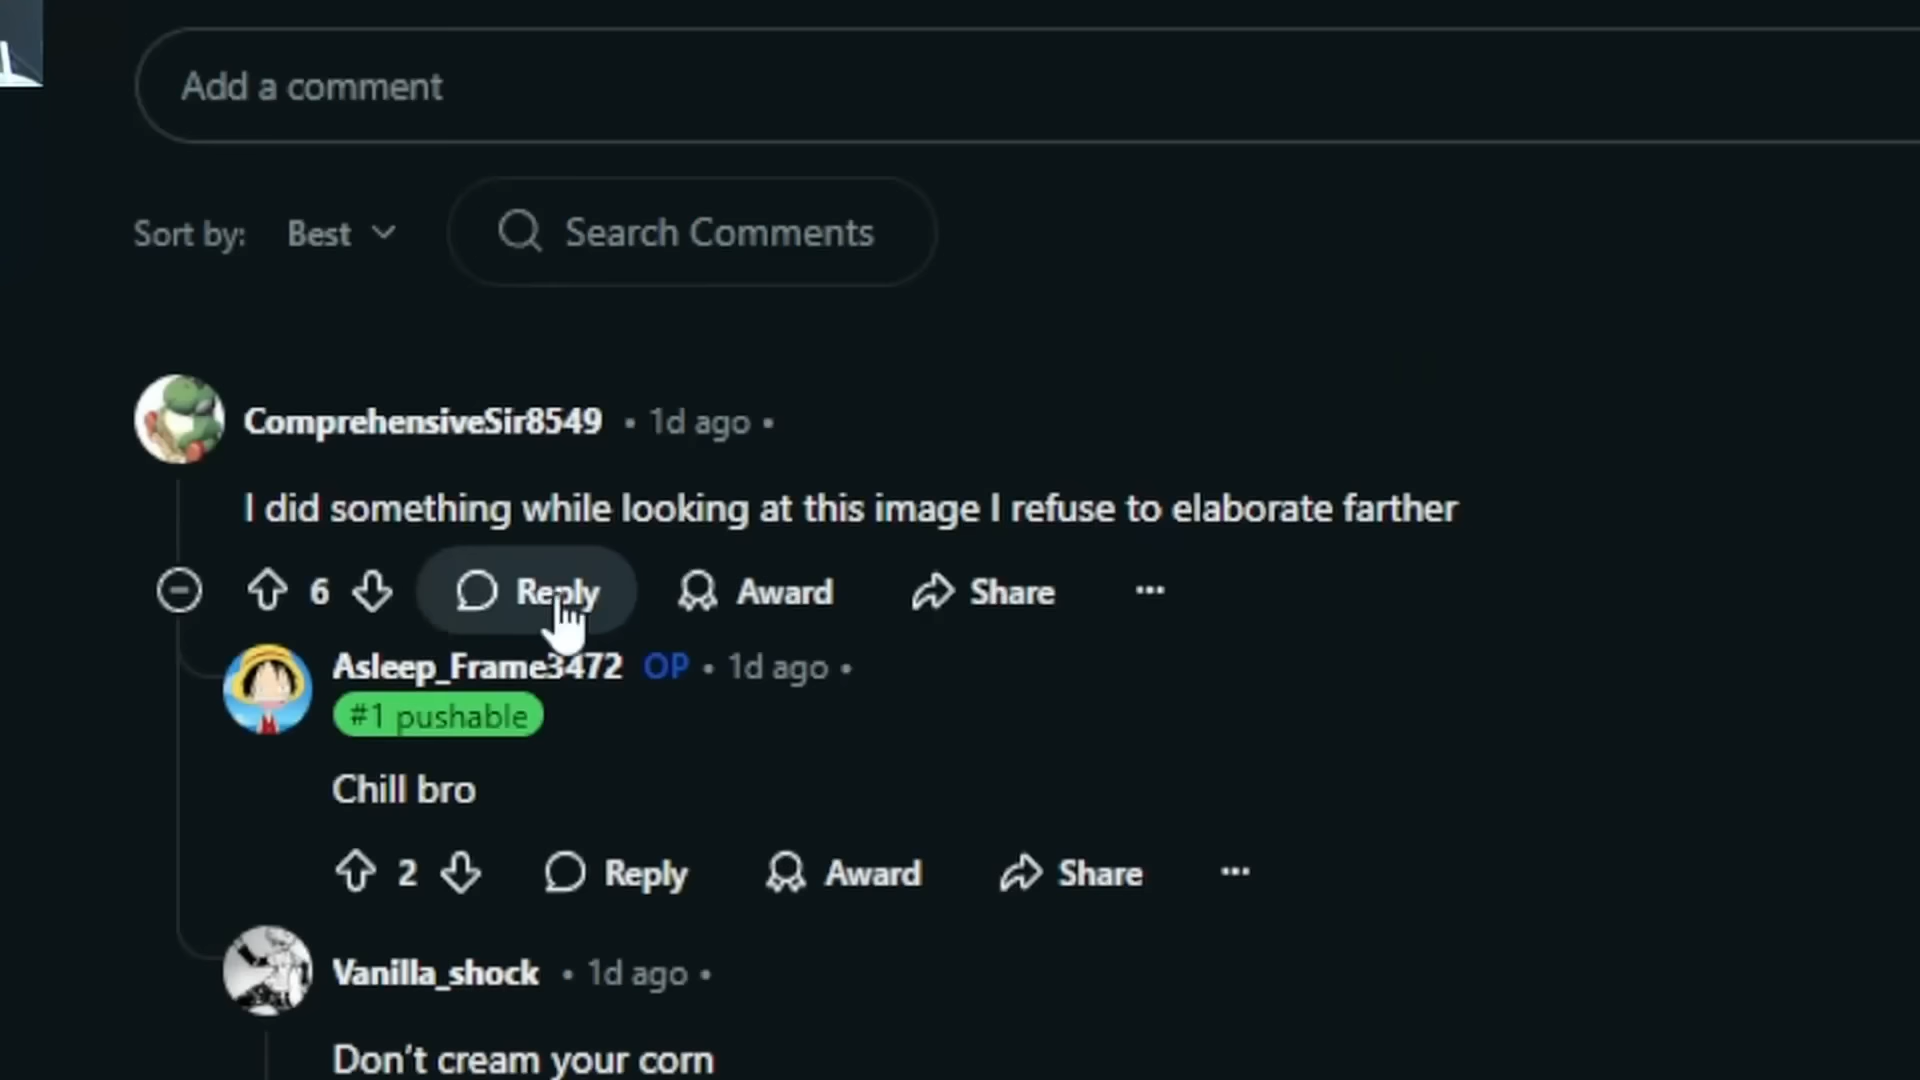 Add a comment
Sort by: Best Search Comments
ComprehensiveSir8549 • 1d ago •
I did something while looking at this image I refuse to elaborate farther
6 Reply Award Share ...
Asleep_Frame3472 OP • 1d ago •
#1 pushable
Chill bro
2 Reply Award Share ...
Vanilla_shock • 1d ago •
Don't cream your corn